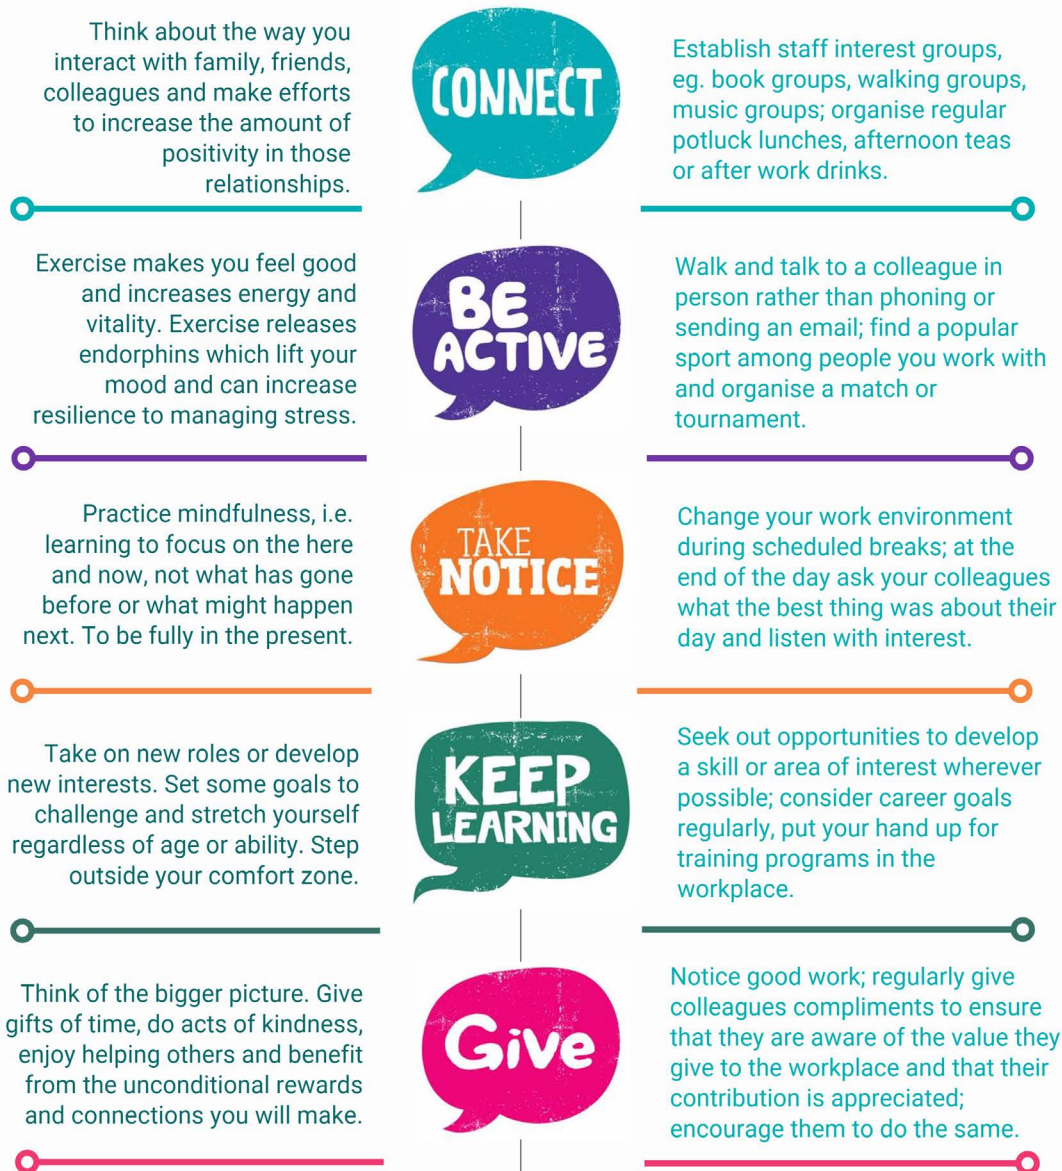 Think about the way you
interact with family, friends,
colleagues and make efforts
to increase the amount of
positivity in those
relationships.
CONNECT
Establish staff interest groups,
eg. book groups, walking groups,
music groups; organise regular
potluck lunches, afternoon teas
or after work drinks.
Exercise makes you feel good
and increases energy and
vitality. Exercise releases
endorphins which lift your
mood and can increase
resilience to managing stress.
BE
ACTIVE
Walk and talk to a colleague in
person rather than phoning or
sending an email; find a popular
sport among people you work with
and organise a match or
tournament.
Practice mindfulness, i.e.
learning to focus on the here
and now, not what has gone
before or what might happen
next. To be fully in the present.
TAKE
NOTICE
Change your work environment
during scheduled breaks; at the
end of the day ask your colleagues
what the best thing was about their
day and listen with interest.
Take on new roles or develop
new interests. Set some goals to
challenge and stretch yourself
regardless of age or ability. Step
outside your comfort zone.
KEEP
LEARNING
Seek out opportunities to develop
a skill or area of interest wherever
possible; consider career goals
regularly, put your hand up for
training programs in the
workplace.
Think of the bigger picture. Give
gifts of time, do acts of kindness,
enjoy helping others and benefit
from the unconditional rewards
and connections you will make.
Give
Notice good work; regularly give
colleagues compliments to ensure
that they are aware of the value they
give to the workplace and that their
contribution is appreciated;
encourage them to do the same.